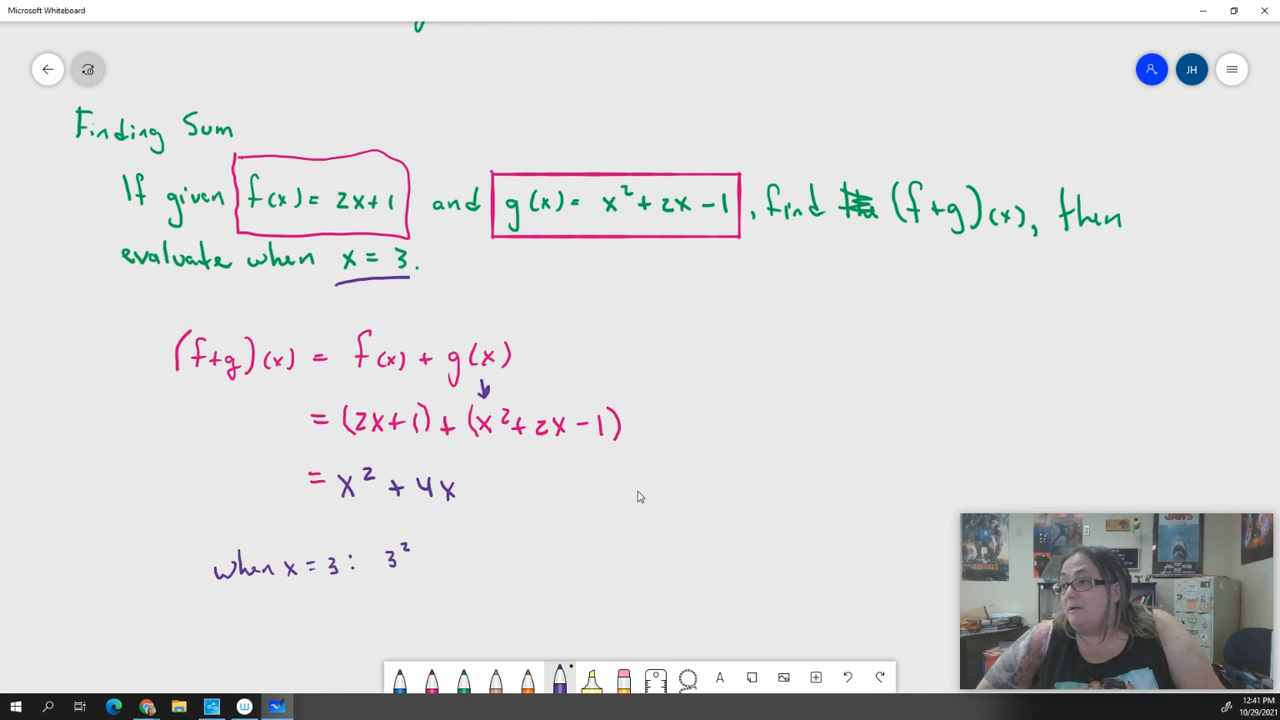 Microsoft Whiteboard
JH
Finding Sum
If given f(x) = 2x+1 and g(x) = x² + 2x - 1, find (f+g)(x), then
evaluate when x = 3.
(f+g)(x) = f(x) + g(x)
= (2x+1) + (x² + 2x - 1)
= x² + 4x
when x = 3: 3²
JAWS
A
12:41 PM
10/29/2021